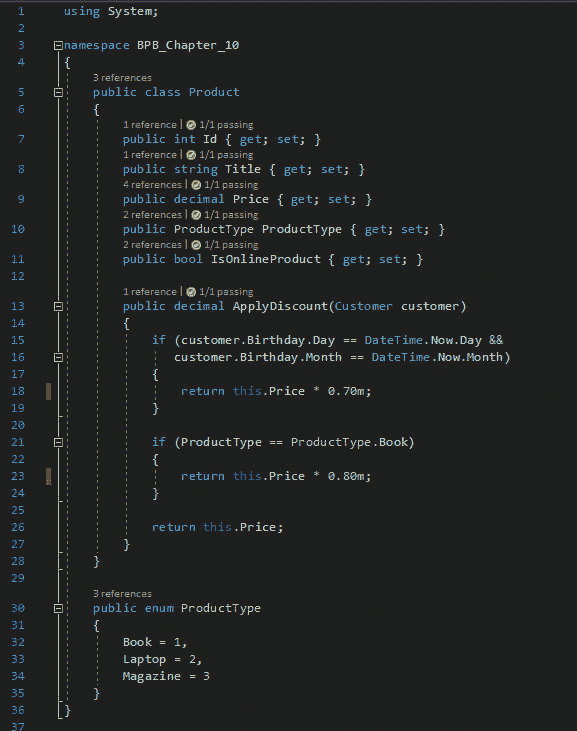 1 using System;
2
3 namespace BPB_Chapter_10
4 {
3 references
5 public class Product
6 {
1 reference | 1/1 passing
7 public int Id { get; set; }
1 reference | 1/1 passing
8 public string Title { get; set; }
4 references | 1/1 passing
9 public decimal Price { get; set; }
2 references | 1/1 passing
10 public ProductType ProductType { get; set; }
2 references | 1/1 passing
11 public bool IsOnlineProduct { get; set; }
12
1 reference | 1/1 passing
13 public decimal ApplyDiscount(Customer customer)
14 {
15 if (customer.Birthday.Day == DateTime.Now.Day &&
16 customer.Birthday.Month == DateTime.Now.Month)
17 {
18 return this.Price * 0.70m;
19 }
20
21 if (ProductType == ProductType.Book)
22 {
23 return this.Price * 0.80m;
24 }
25
26 return this.Price;
27 }
28 }
29
3 references
30 public enum ProductType
31 {
32 Book = 1,
33 Laptop = 2,
34 Magazine = 3
35 }
36 }
37